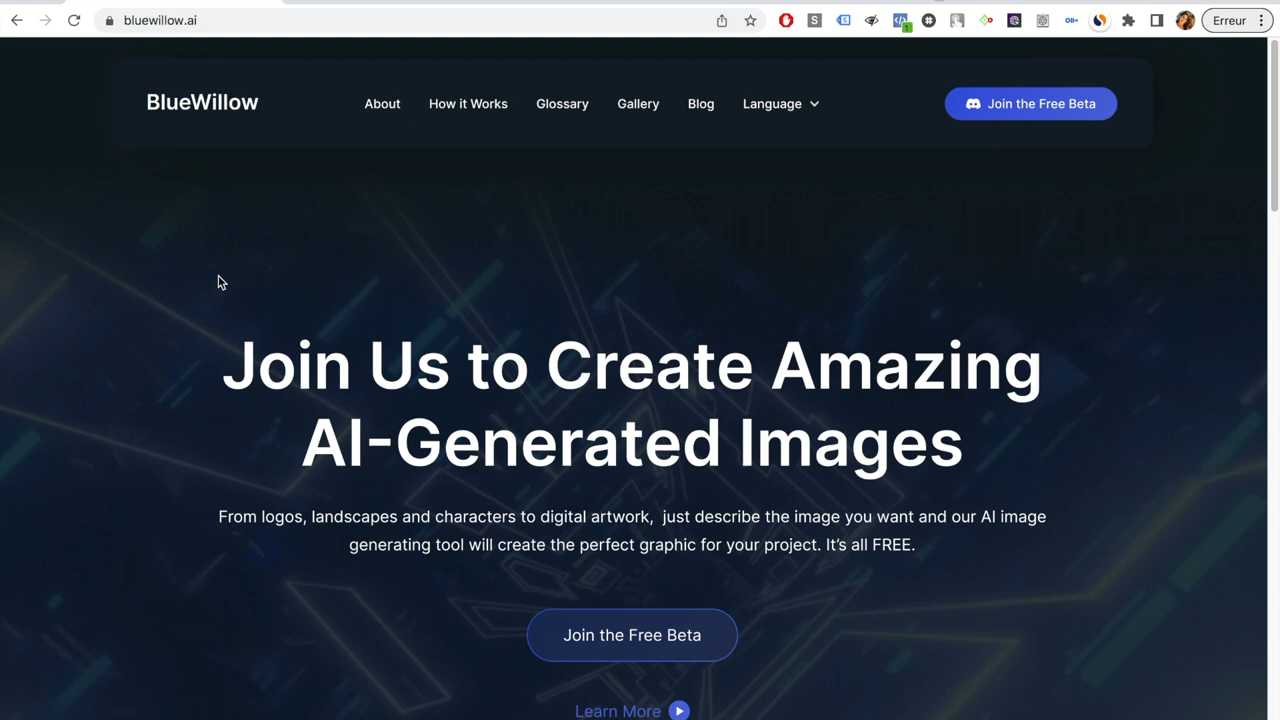 bluewillow.ai
Erreur
BlueWillow
About
How it Works
Glossary
Gallery
Blog
Language
Join the Free Beta
Join Us to Create Amazing
AI-Generated Images
From logos, landscapes and characters to digital artwork, just describe the image you want and our AI image
generating tool will create the perfect graphic for your project. It’s all FREE.
Join the Free Beta
Learn More